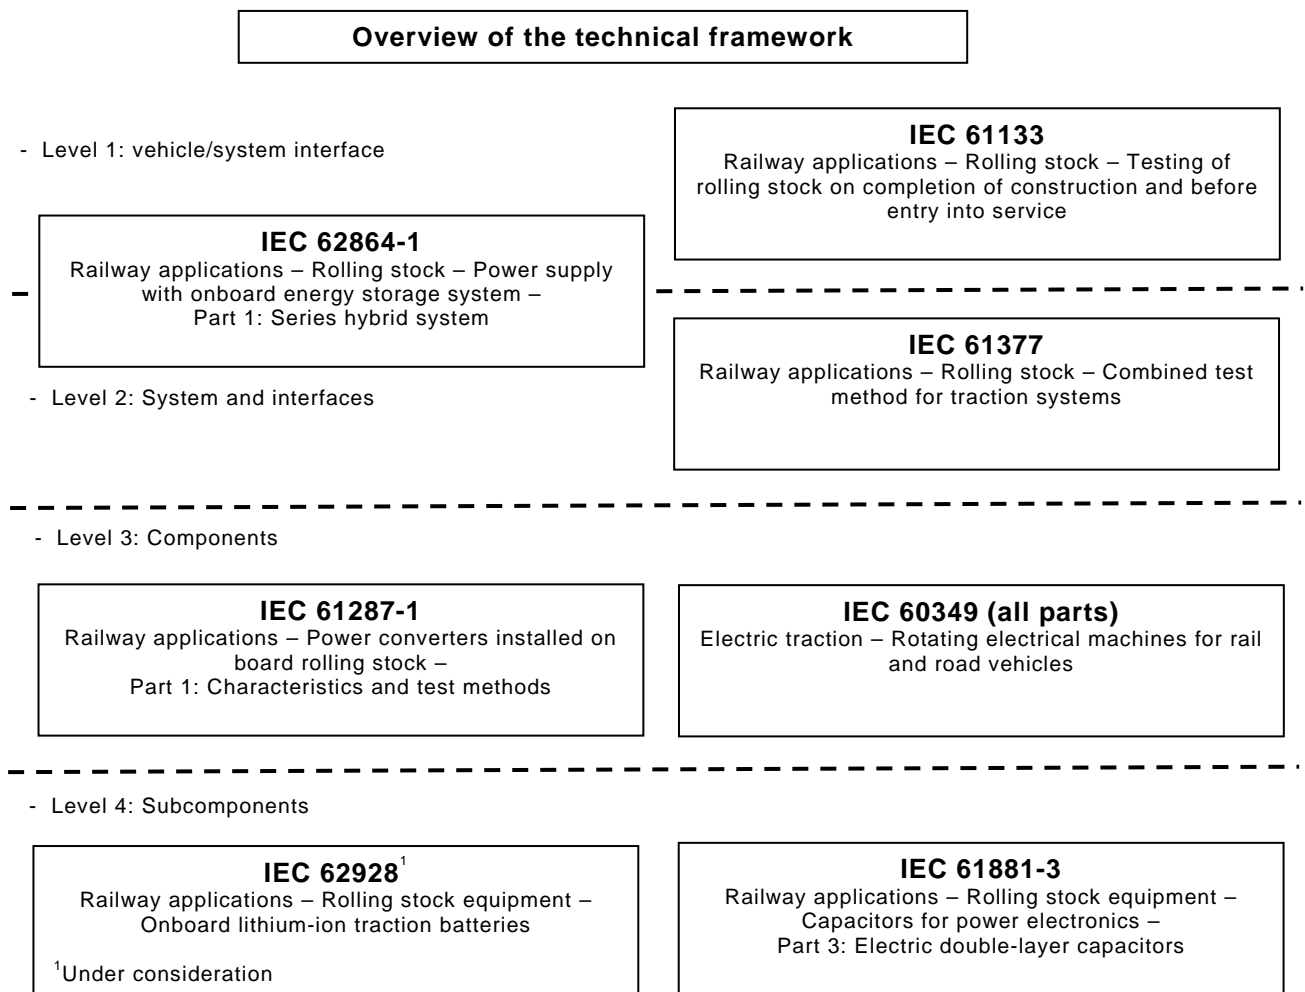 Overview of the technical framework
- Level 1: vehicle/system interface
IEC 61133
Railway applications – Rolling stock – Testing of
rolling stock on completion of construction and before
entry into service
IEC 62864-1
Railway applications – Rolling stock – Power supply
with onboard energy storage system –
Part 1: Series hybrid system
IEC 61377
Railway applications – Rolling stock – Combined test
method for traction systems
- Level 2: System and interfaces
- Level 3: Components
IEC 61287-1
Railway applications – Power converters installed on
board rolling stock –
Part 1: Characteristics and test methods
IEC 60349 (all parts)
Electric traction – Rotating electrical machines for rail
and road vehicles
- Level 4: Subcomponents
IEC 62928¹
Railway applications – Rolling stock equipment –
Onboard lithium-ion traction batteries
¹Under consideration
IEC 61881-3
Railway applications – Rolling stock equipment –
Capacitors for power electronics –
Part 3: Electric double-layer capacitors